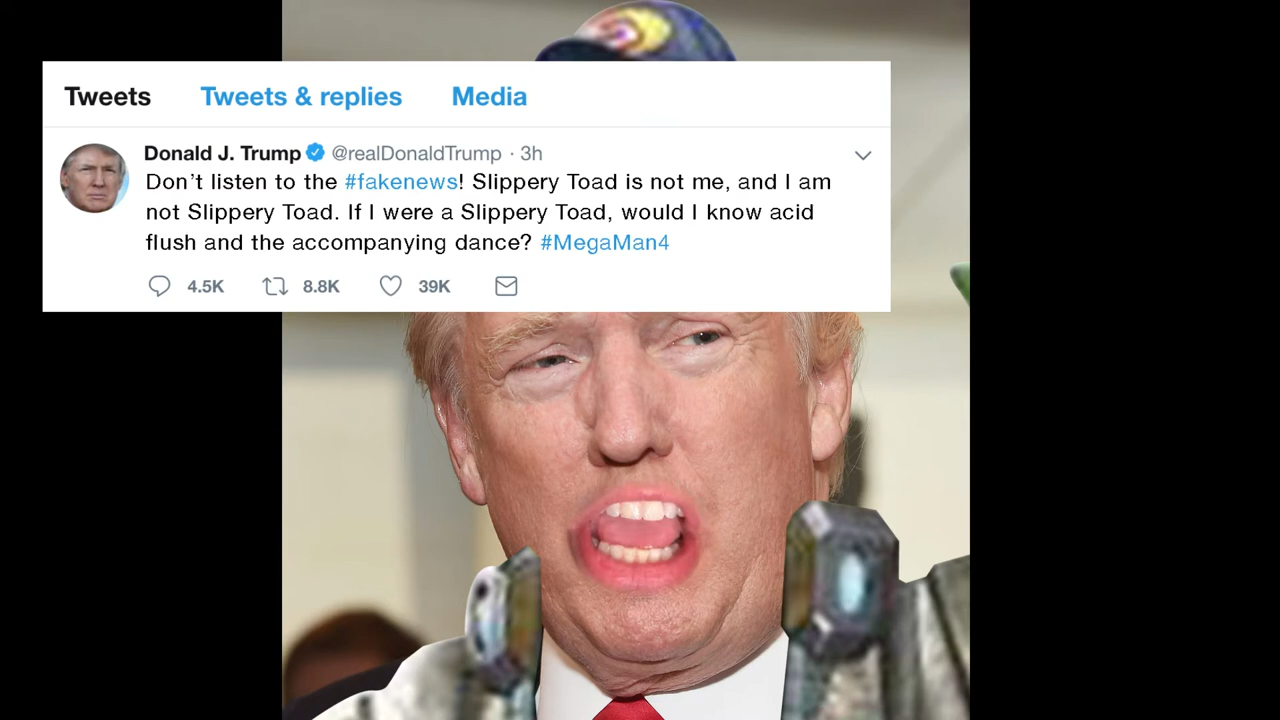 Tweets Tweets & replies Media
Donald J. Trump @realDonaldTrump · 3h
Don’t listen to the #fakenews! Slippery Toad is not me, and I am
not Slippery Toad. If I were a Slippery Toad, would I know acid
flush and the accompanying dance? #MegaMan4
4.5K 8.8K 39K